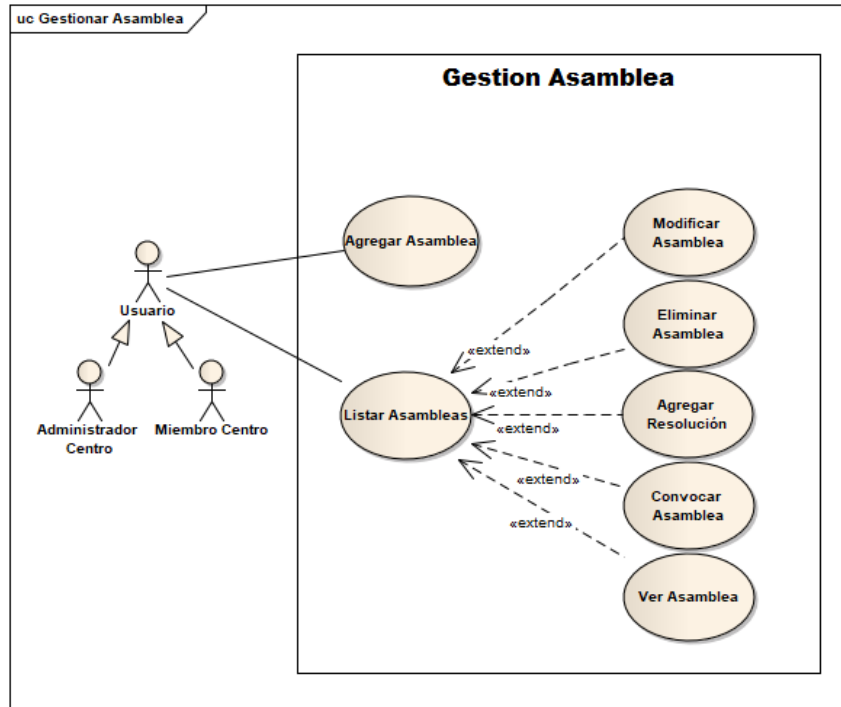 uc Gestionar Asamblea
Gestion Asamblea
Agregar Asamblea
Modificar
Asamblea
Eliminar
Asamblea
Usuario
«extend»
«extend»
Listar Asambleas
Agregar
Resolución
«extend»
Administrador
Centro
Miembro Centro
«extend»
Convocar
Asamblea
«extend»
Ver Asamblea